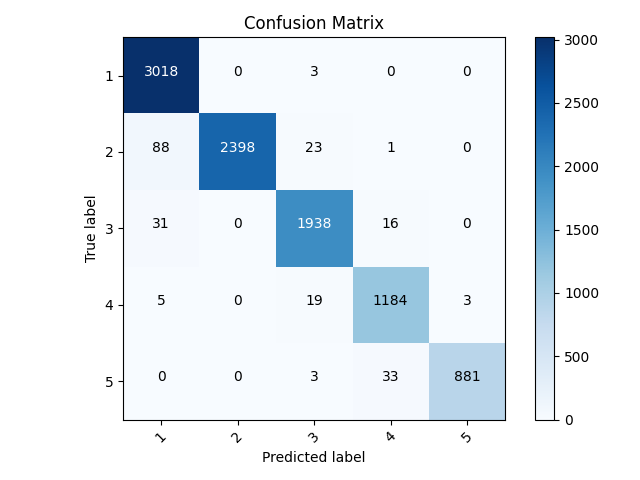 Confusion Matrix
True label
1 3018 0 3 0 0
2 88 2398 23 1 0
3 31 0 1938 16 0
4 5 0 19 1184 3
5 0 0 3 33 881
1 2 3 4 5
Predicted label
3000
2500
2000
1500
1000
500
0